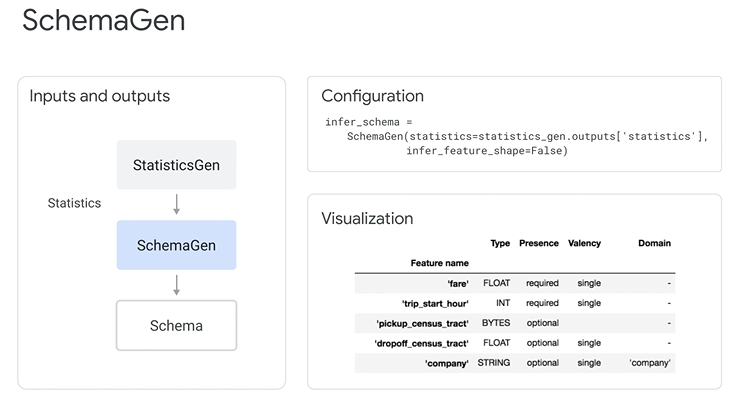 SchemaGen
Inputs and outputs
StatisticsGen
Statistics
SchemaGen
Schema
Configuration
infer_schema =
SchemaGen(statistics=statistics_gen.outputs['statistics'],
infer_feature_shape=False)
Visualization
Type Presence Valency Domain
Feature name
'fare' FLOAT required single -
'trip_start_hour' INT required single -
'pickup_census_tract' BYTES optional -
'dropoff_census_tract' FLOAT optional single -
'company' STRING optional single 'company'